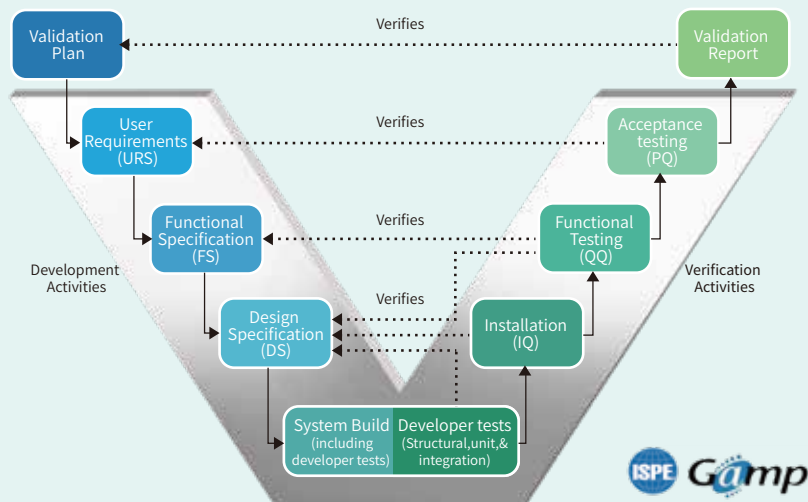 Validation
Plan
Verifies
Validation
Report
User
Requirements
(URS)
Verifies
Acceptance
testing
(PQ)
Functional
Specification
(FS)
Verifies
Functional
Testing
(QQ)
Development
Activities
Verification
Activities
Design
Specification
(DS)
Verifies
Installation
(IQ)
System Build
(including
developer tests)
Developer tests
(Structural,unit,&
integration)
ISPE
Gamp